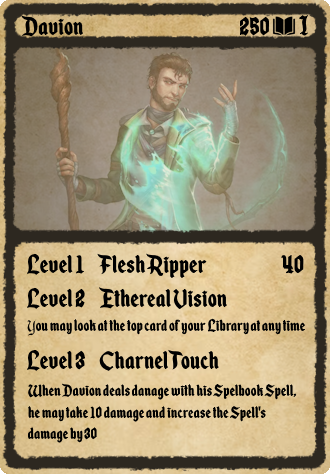 Davion 250 1
Level 1 Flesh Ripper 40
Level 2 Ethereal Vision
You may look at the top card of your Library at any time
Level 3 Charnel Touch
When Davion deals danage with his Spelbook Spell,
he may take 10 damage and increase the Spell's
damage by 30